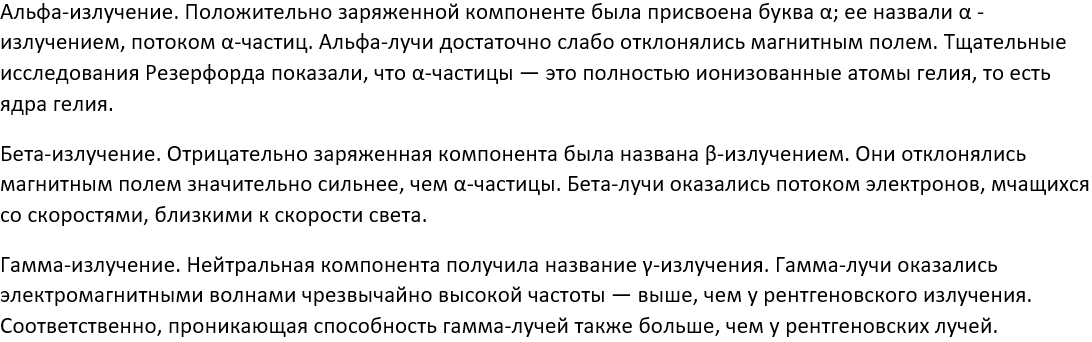 Альфа-излучение. Положительно заряженной компоненте была присвоена буква α; ее назвали α -
излучением, потоком α-частиц. Альфа-лучи достаточно слабо отклонялись магнитным полем. Тщательные
исследования Резерфорда показали, что α-частицы — это полностью ионизованные атомы гелия, то есть
ядра гелия.
Бета-излучение. Отрицательно заряженная компонента была названа β-излучением. Они отклонялись
магнитным полем значительно сильнее, чем α-частицы. Бета-лучи оказались потоком электронов, мчащихся
со скоростями, близкими к скорости света.
Гамма-излучение. Нейтральная компонента получила название γ-излучения. Гамма-лучи оказались
электромагнитными волнами чрезвычайно высокой частоты — выше, чем у рентгеновского излучения.
Соответственно, проникающая способность гамма-лучей также больше, чем у рентгеновских лучей.